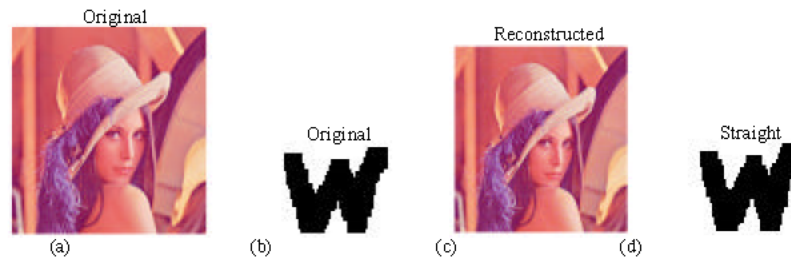 Original
Reconstructed
Original
Straight
W
W
(a)
(b)
(c)
(d)